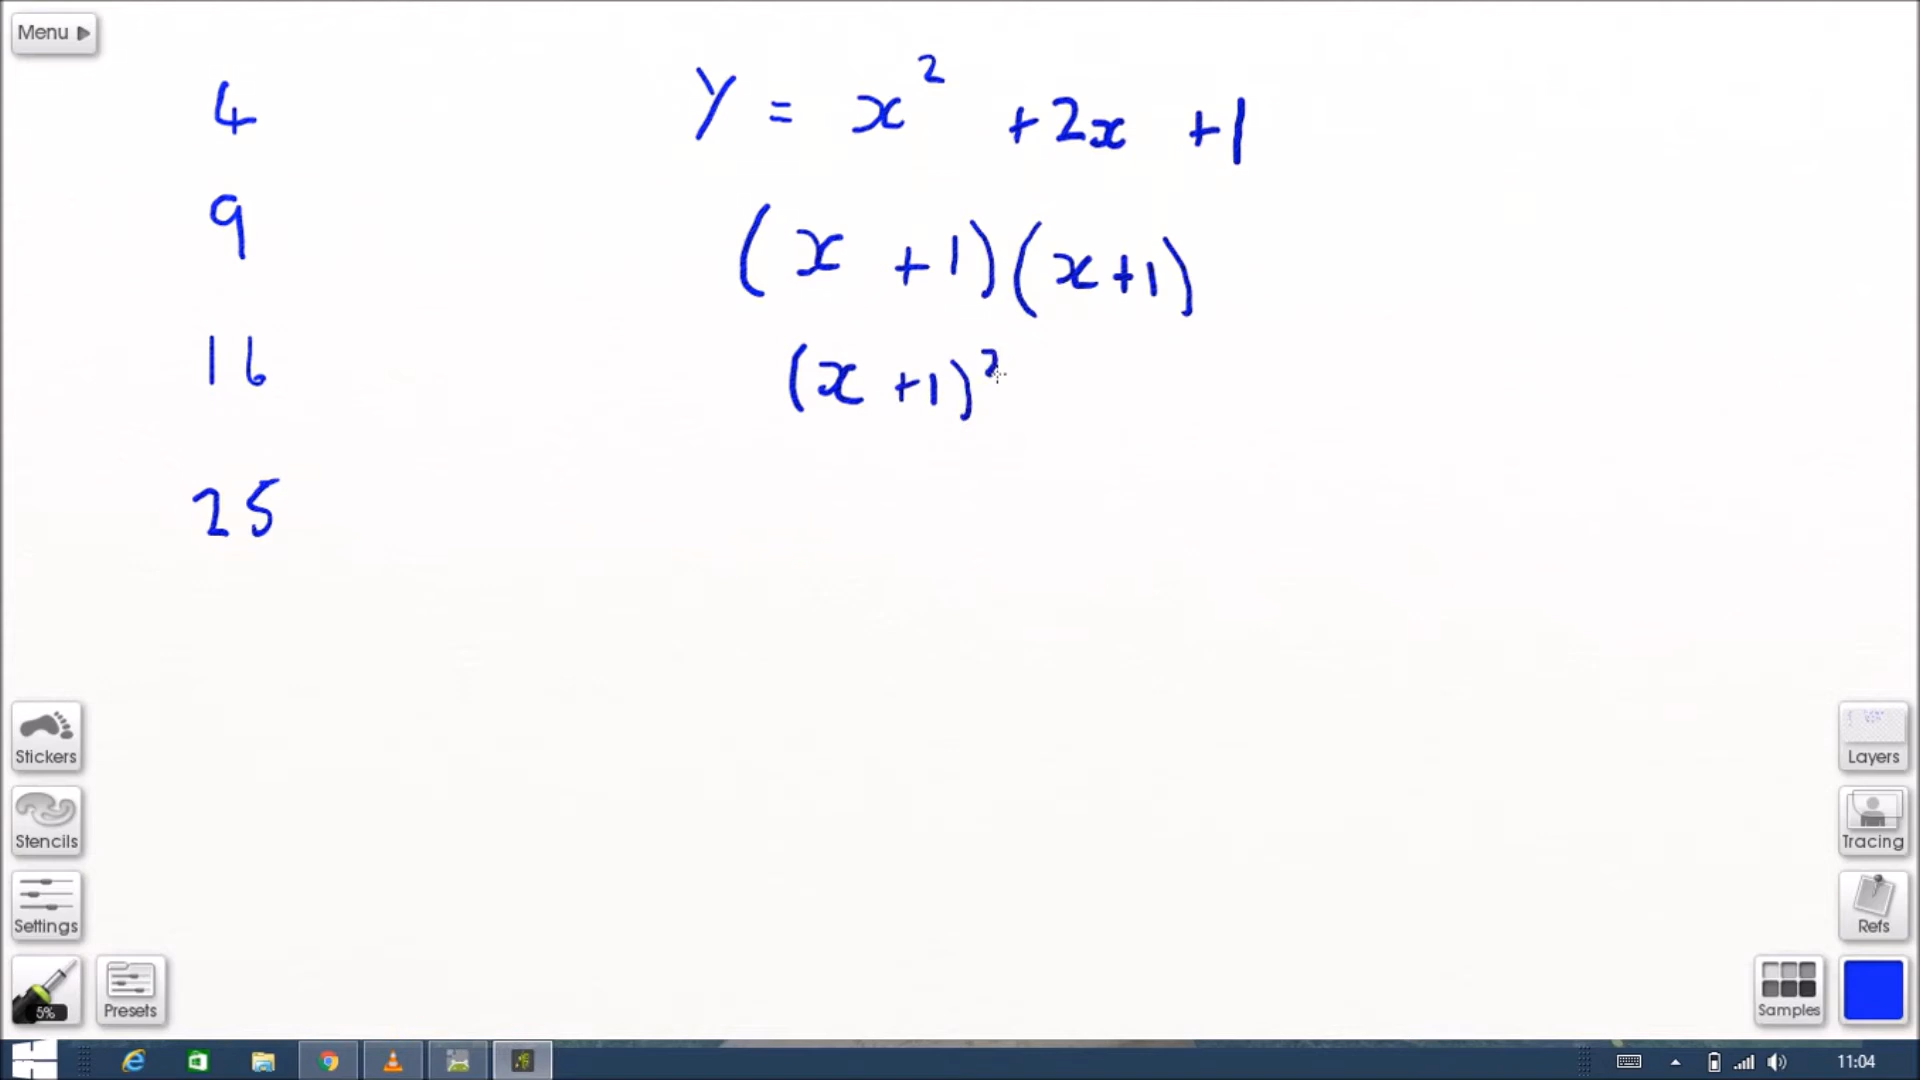 Menu
4
9
16
25
y = x² +2x +1
(x +1)(x+1)
(x +1)²
Stickers
Stencils
Settings
5%
Presets
Layers
Tracing
Refs
Samples
11:04